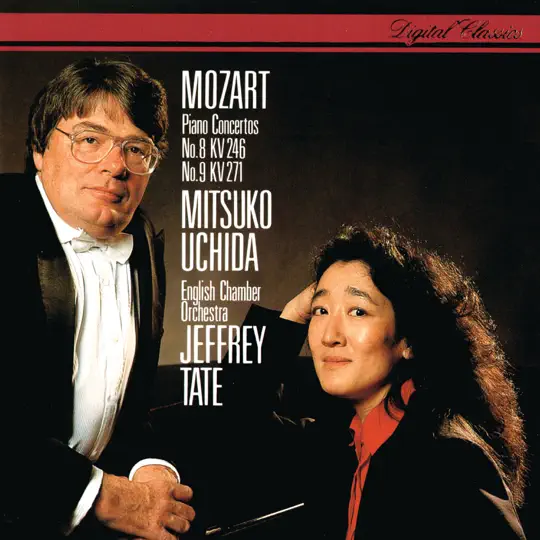 Digital Classics
MOZART
Piano Concertos
No.8 KV 246
No.9 KV 271
MITSUKO
UCHIDA
English Chamber
Orchestra
JEFFREY
TATE